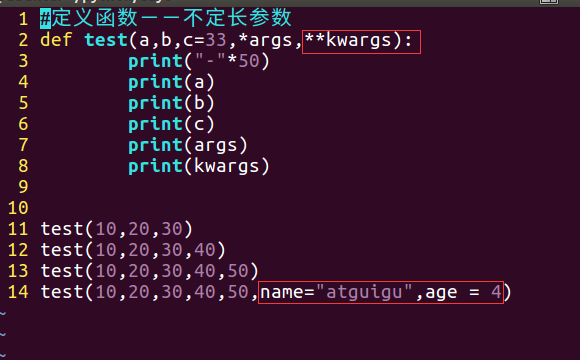 1 #定义函数－－不定长参数
2 def test(a,b,c=33,*args,**kwargs):
3         print("-"*50)
4         print(a)
5         print(b)
6         print(c)
7         print(args)
8         print(kwargs)
9
10
11 test(10,20,30)
12 test(10,20,30,40)
13 test(10,20,30,40,50)
14 test(10,20,30,40,50,name="atguigu",age = 4)
~
~
~